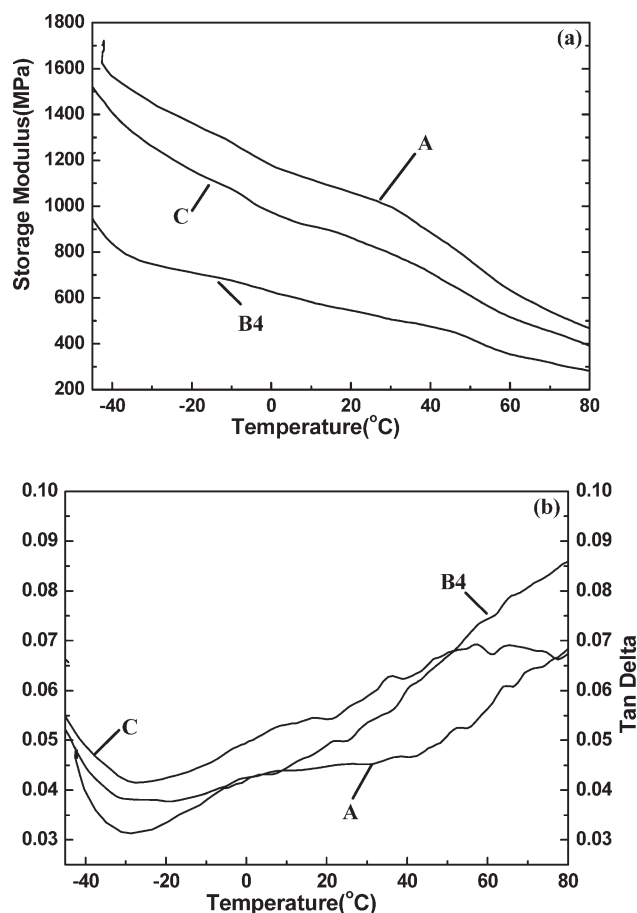 (a)
Storage Modulus(MPa)
1800
1600
1400
1200
1000
800
600
400
200
A
C
B4
-40 -20 0 20 40 60 80
Temperature(°C)
(b)
0.10
0.09
0.08
0.07
0.06
0.05
0.04
0.03
B4
C
A
0.10
0.09
0.08
0.07
0.06
0.05
0.04
0.03
Tan Delta
-40 -20 0 20 40 60 80
Temperature(°C)